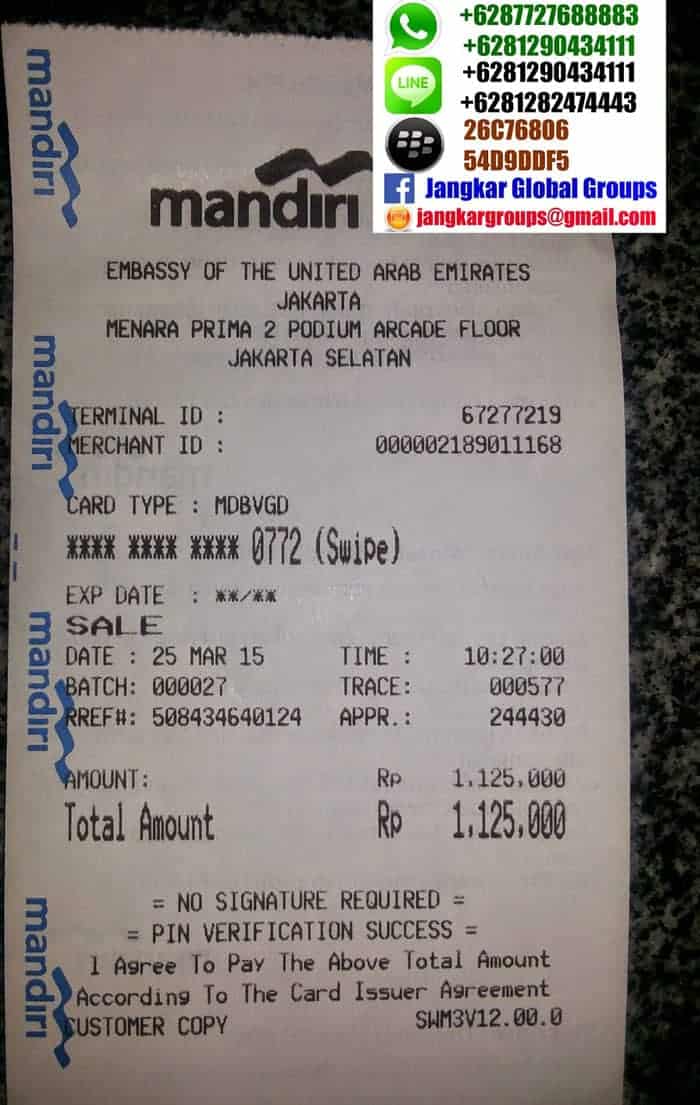 +6287727688883
+6281290434111
LINE
+6281290434111
+6281282474443
26C76806
54D9DDF5
Jangkar Global Groups
jangkargroups@gmail.com
mandiri
mandiri
mandiri
mandiri
mandiri
EMBASSY OF THE UNITED ARAB EMIRATES
JAKARTA
MENARA PRIMA 2 PODIUM ARCADE FLOOR
JAKARTA SELATAN
TERMINAL ID : 67277219
MERCHANT ID : 000002189011168
CARD TYPE : MDBVGD
**** **** **** 0772 (Swipe)
EXP DATE : **/**
SALE
DATE : 25 MAR 15 TIME : 10:27:00
BATCH: 000027 TRACE: 000577
RREF#: 508434640124 APPR.: 244430
AMOUNT: Rp 1.125.000
Total Amount Rp 1.125.000
= NO SIGNATURE REQUIRED =
= PIN VERIFICATION SUCCESS =
I Agree To Pay The Above Total Amount
According To The Card Issuer Agreement
CUSTOMER COPY SWM3V12.00.0